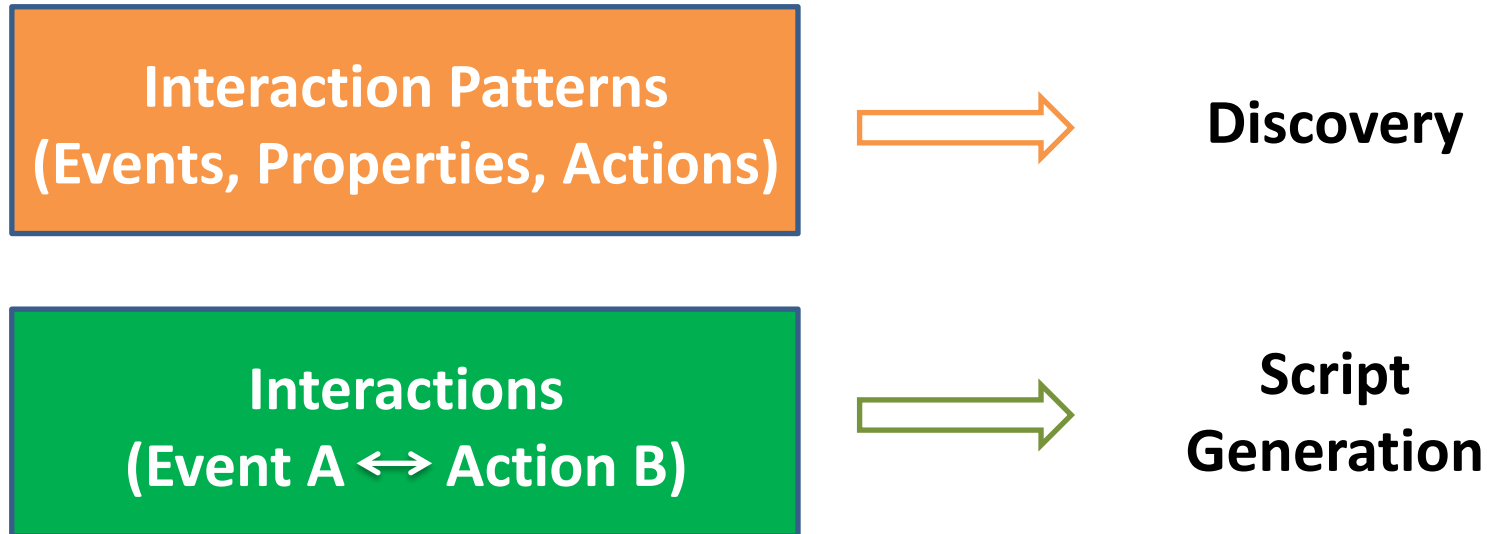 Interaction Patterns
(Events, Properties, Actions)
Discovery
Interactions
(Event A ↔ Action B)
Script
Generation